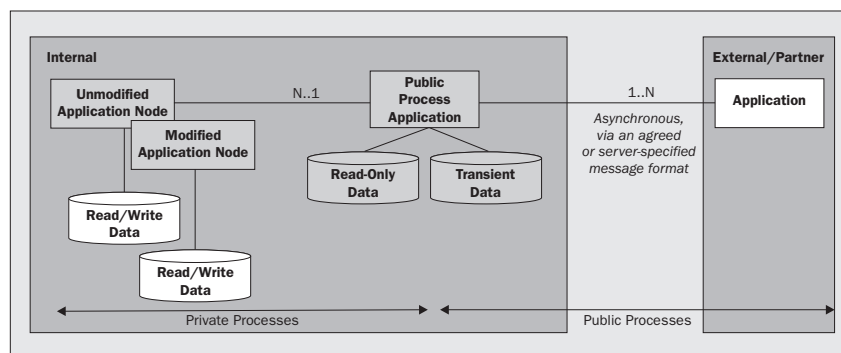 Internal
External/Partner
Unmodified
Application Node
N..1
Public
Process
Application
1..N
Application
Asynchronous,
via an agreed
or server-specified
message format
Modified
Application Node
Read-Only
Data
Transient
Data
Read/Write
Data
Read/Write
Data
Private Processes
Public Processes